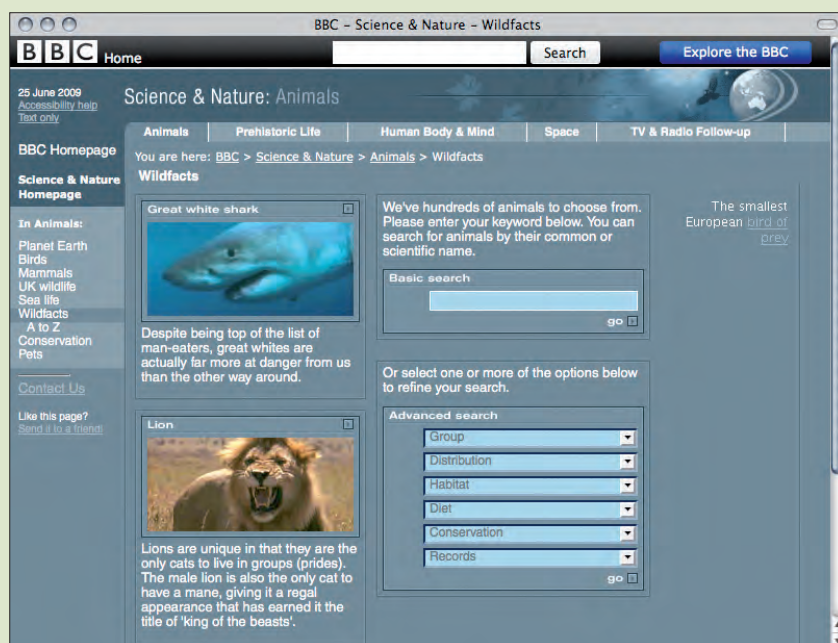 BBC – Science & Nature – Wildfacts
BBC Home
Search
Explore the BBC
25 June 2009
Accessibility help
Text only
Science & Nature: Animals
Animals
Prehistoric Life
Human Body & Mind
Space
TV & Radio Follow-up
BBC Homepage
Science & Nature
Homepage
In Animals:
Planet Earth
Birds
Mammals
UK wildlife
Sea life
Wildfacts
A to Z
Conservation
Pets
Contact Us
Like this page?
Send it to a friend!
You are here: BBC > Science & Nature > Animals > Wildfacts
Wildfacts
Great white shark
Despite being top of the list of
man-eaters, great whites are
actually far more at danger from us
than the other way around.
Lion
Lions are unique in that they are the
only cats to live in groups (prides).
The male lion is also the only cat to
have a mane, giving it a regal
appearance that has earned it the
title of 'king of the beasts'.
We've hundreds of animals to choose from.
Please enter your keyword below. You can
search for animals by their common or
scientific name.
Basic search
go
Or select one or more of the options below
to refine your search.
Advanced search
Group
Distribution
Habitat
Diet
Conservation
Records
go
The smallest
European bird of
prey